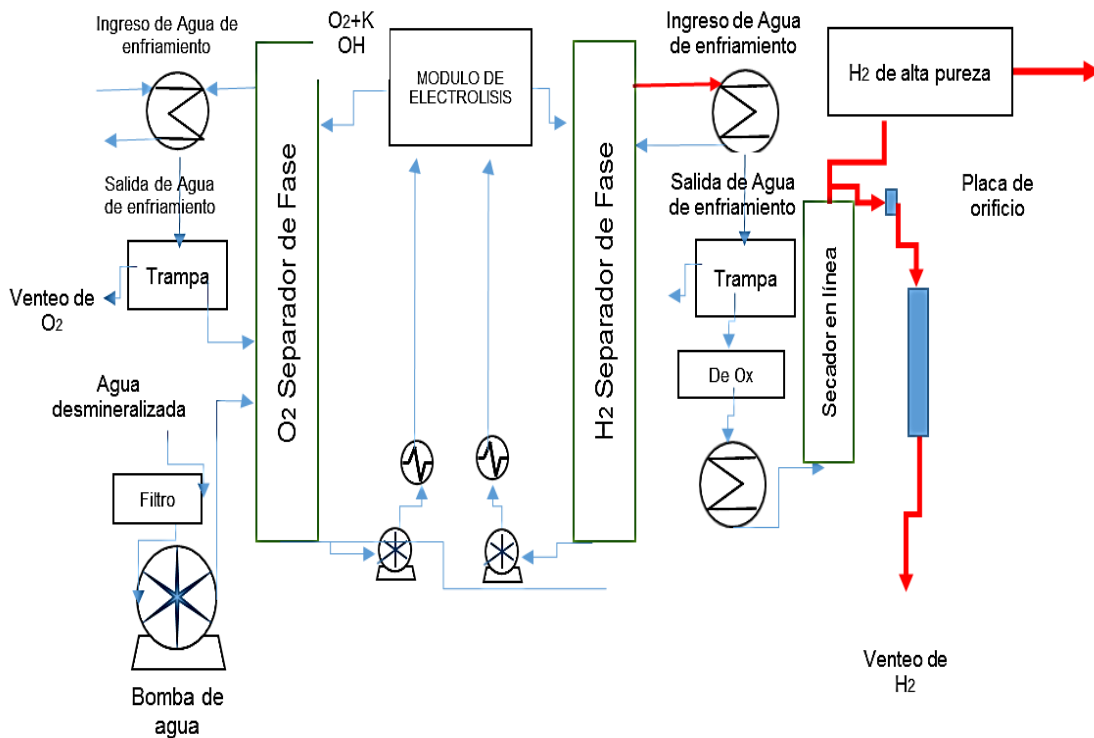 Ingreso de Agua de
enfriamiento
O2+K
OH
MODULO DE
ELECTROLISIS
Ingreso de Agua
de enfriamiento
H2 de alta pureza
O2 Separador de Fase
H2 Separador de Fase
Salida de Agua
de enfriamiento
Salida de Agua
de enfriamiento
Placa de
orificio
Trampa
Trampa
Venteo de
O2
Secador en línea
De Ox
Agua
desmineralizada
Filtro
Bomba de
agua
Venteo de
H2